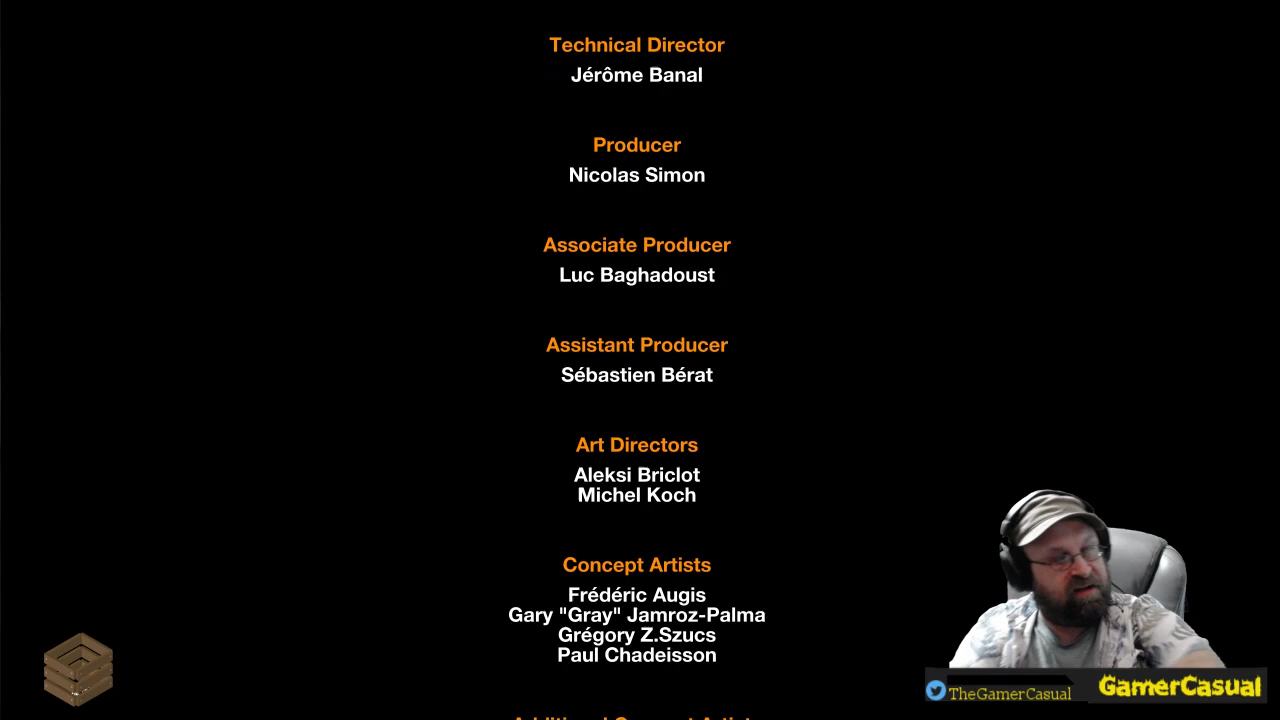 Technical Director
Jérôme Banal
Producer
Nicolas Simon
Associate Producer
Luc Baghadoust
Assistant Producer
Sébastien Bérat
Art Directors
Aleksi Briclot
Michel Koch
Concept Artists
Frédéric Augis
Gary "Gray" Jamroz-Palma
Grégory Z.Szucs
Paul Chadeisson
TheGamerCasual
GamerCasual